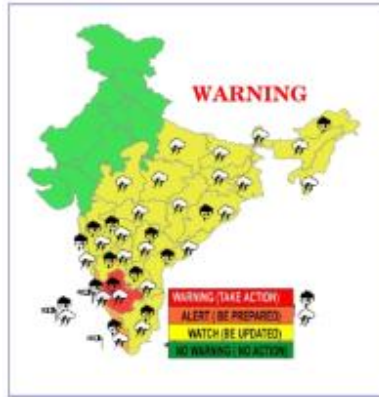 WARNING
WARNING (TAKE ACTION)
ALERT ( BE PREPARED)
WATCH (BE UPDATED)
NO WARNING ( NO ACTION)